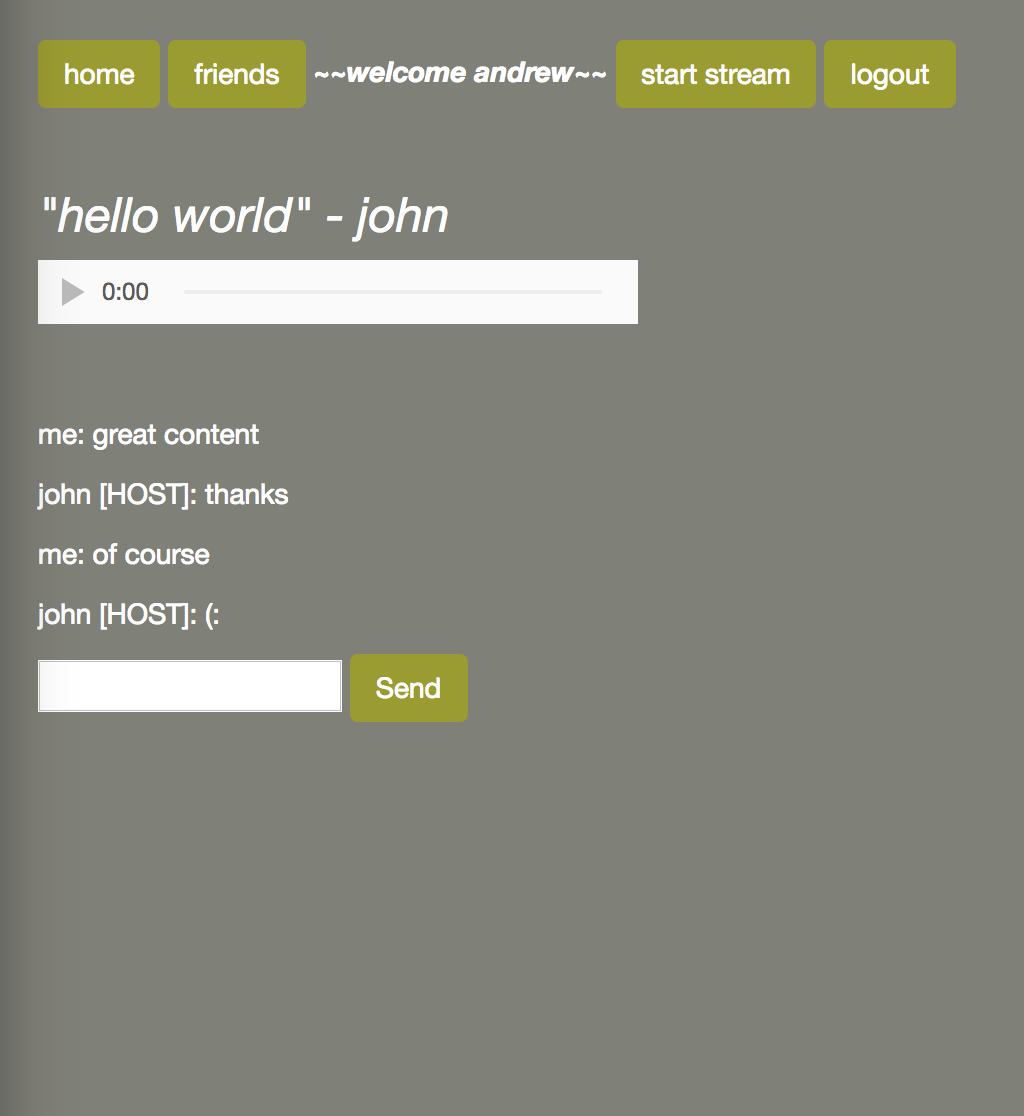 home friends ~~welcome andrew~~ start stream logout
"hello world" - john
0:00
me: great content
john [HOST]: thanks
me: of course
john [HOST]: (:
Send